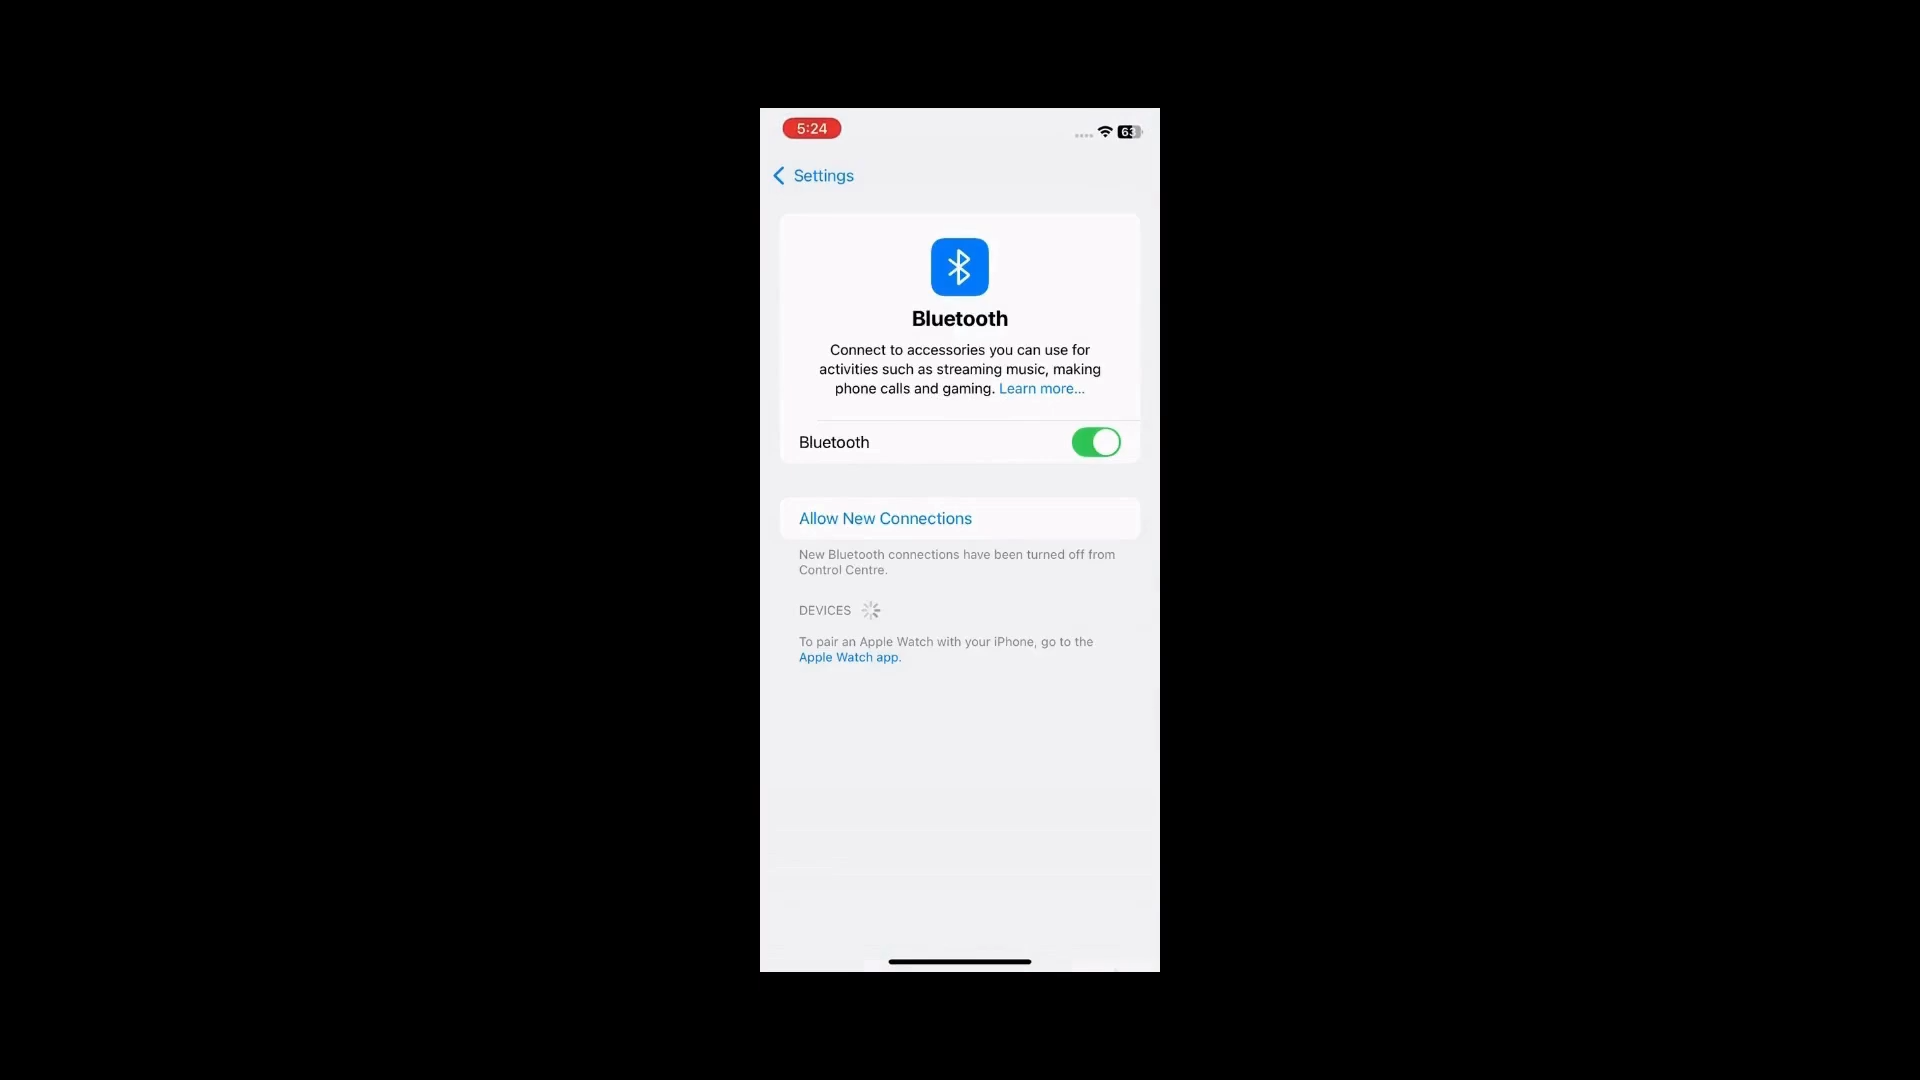 5:24
63
Settings
Bluetooth
Connect to accessories you can use for
activities such as streaming music, making
phone calls and gaming. Learn more...
Bluetooth
Allow New Connections
New Bluetooth connections have been turned off from
Control Centre.
DEVICES
To pair an Apple Watch with your iPhone, go to the
Apple Watch app.